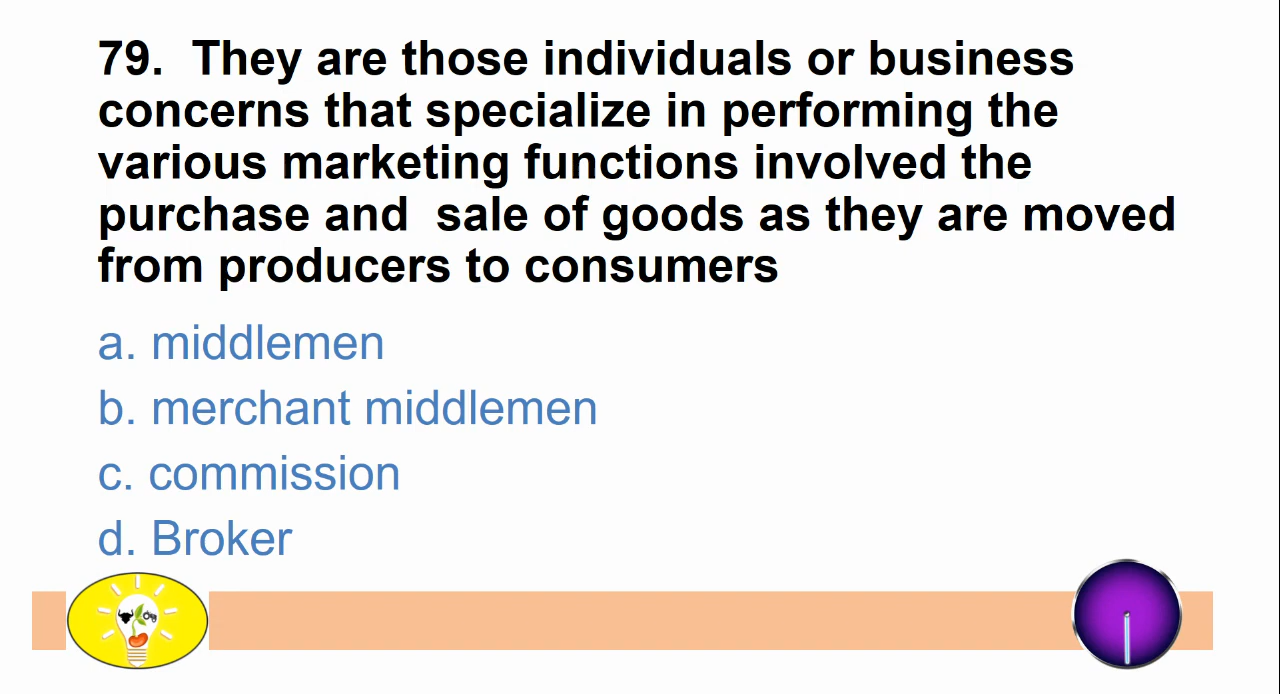 79.  They are those individuals or business
concerns that specialize in performing the
various marketing functions involved the
purchase and  sale of goods as they are moved
from producers to consumers
a. middlemen
b. merchant middlemen
c. commission
d. Broker